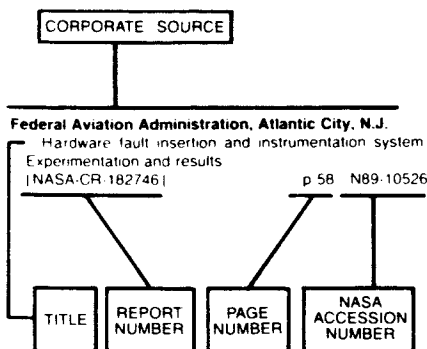 CORPORATE SOURCE
Federal Aviation Administration, Atlantic City, N.J.
Hardware fault insertion and instrumentation system
Experimentation and results
[NASA-CR-182746] p 58 N89-10526
TITLE
REPORT
NUMBER
PAGE
NUMBER
NASA
ACCESSION
NUMBER